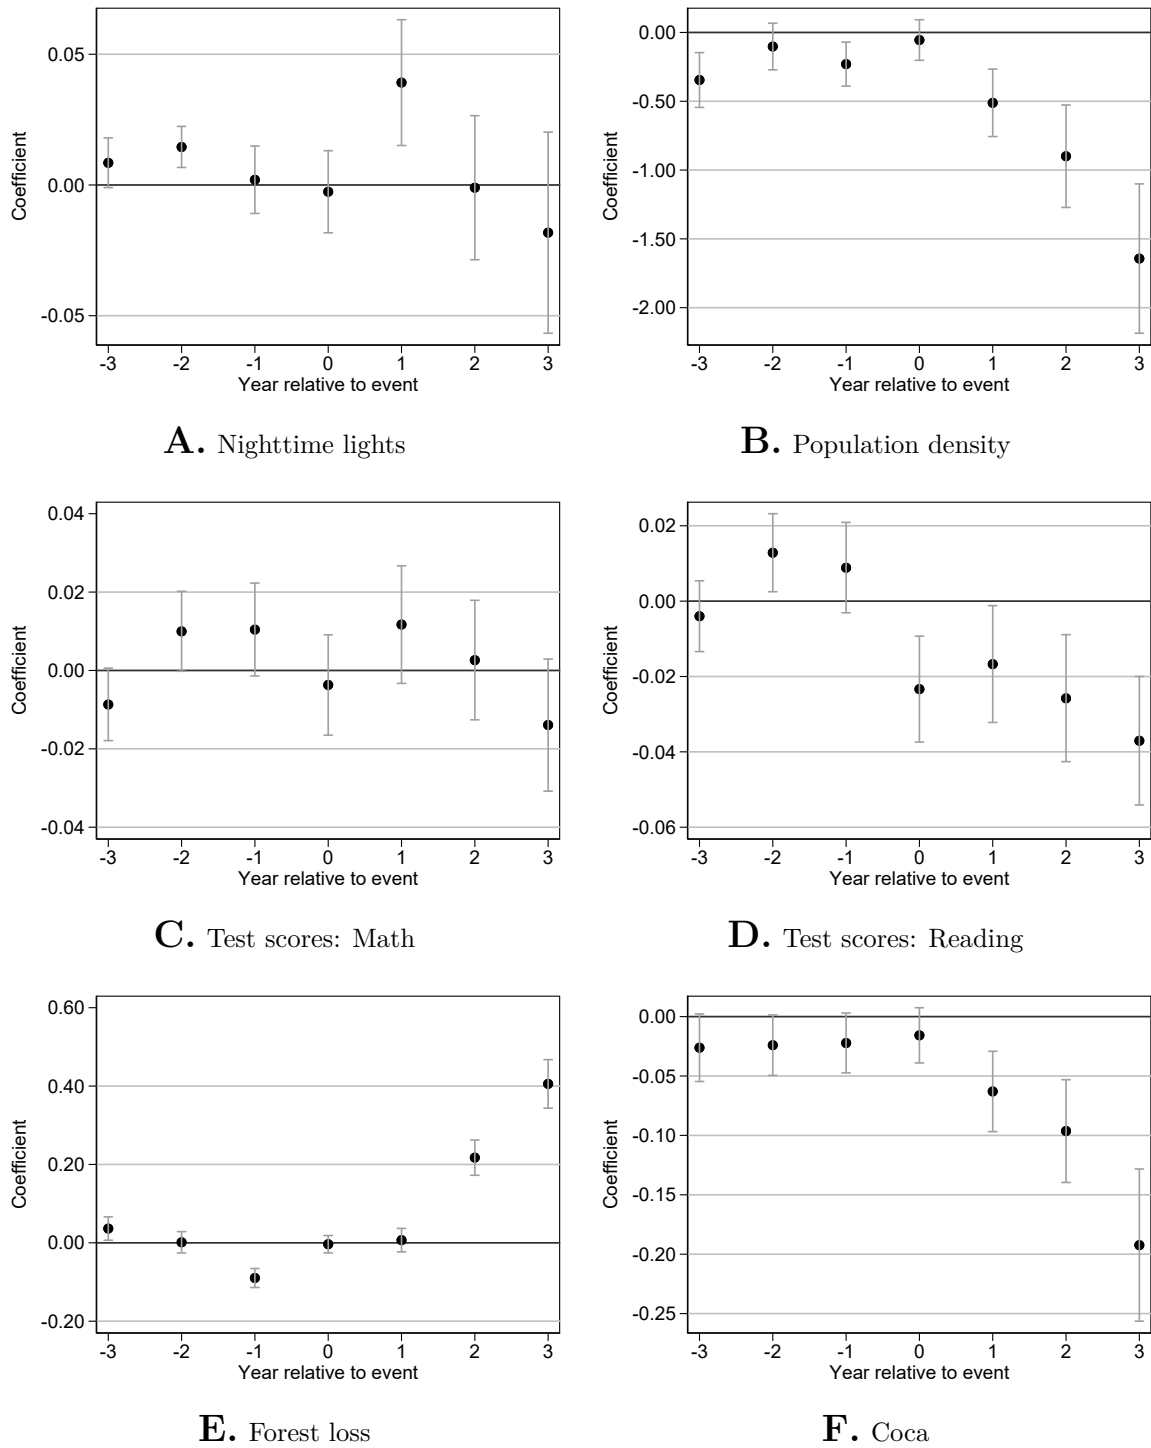 0.05
0.00
-0.05
Coefficient
-3 -2 -1 0 1 2 3
Year relative to event
A. Nighttime lights
0.00
-0.50
-1.00
-1.50
-2.00
Coefficient
-3 -2 -1 0 1 2 3
Year relative to event
B. Population density
0.04
0.02
0.00
-0.02
-0.04
Coefficient
-3 -2 -1 0 1 2 3
Year relative to event
C. Test scores: Math
0.02
0.00
-0.02
-0.04
-0.06
Coefficient
-3 -2 -1 0 1 2 3
Year relative to event
D. Test scores: Reading
0.60
0.40
0.20
0.00
-0.20
Coefficient
-3 -2 -1 0 1 2 3
Year relative to event
E. Forest loss
0.00
-0.05
-0.10
-0.15
-0.20
-0.25
Coefficient
-3 -2 -1 0 1 2 3
Year relative to event
F. Coca